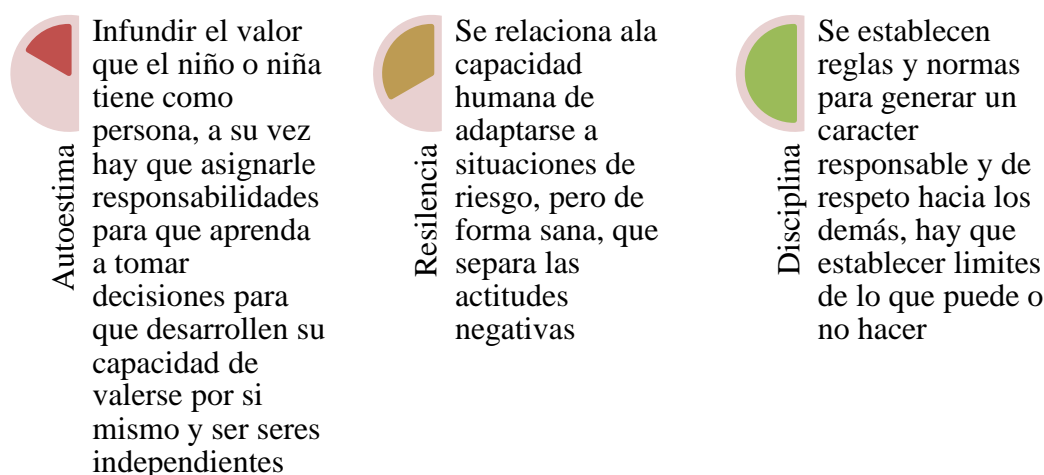 Autoestima
Infundir el valor
que el niño o niña
tiene como
persona, a su vez
hay que asignarle
responsabilidades
para que aprenda
a tomar
decisiones para
que desarrollen su
capacidad de
valerse por si
mismo y ser seres
independientes
Resilencia
Se relaciona ala
capacidad
humana de
adaptarse a
situaciones de
riesgo, pero de
forma sana, que
separa las
actitudes
negativas
Disciplina
Se establecen
reglas y normas
para generar un
caracter
responsable y de
respeto hacia los
demás, hay que
establecer limites
de lo que puede o
no hacer